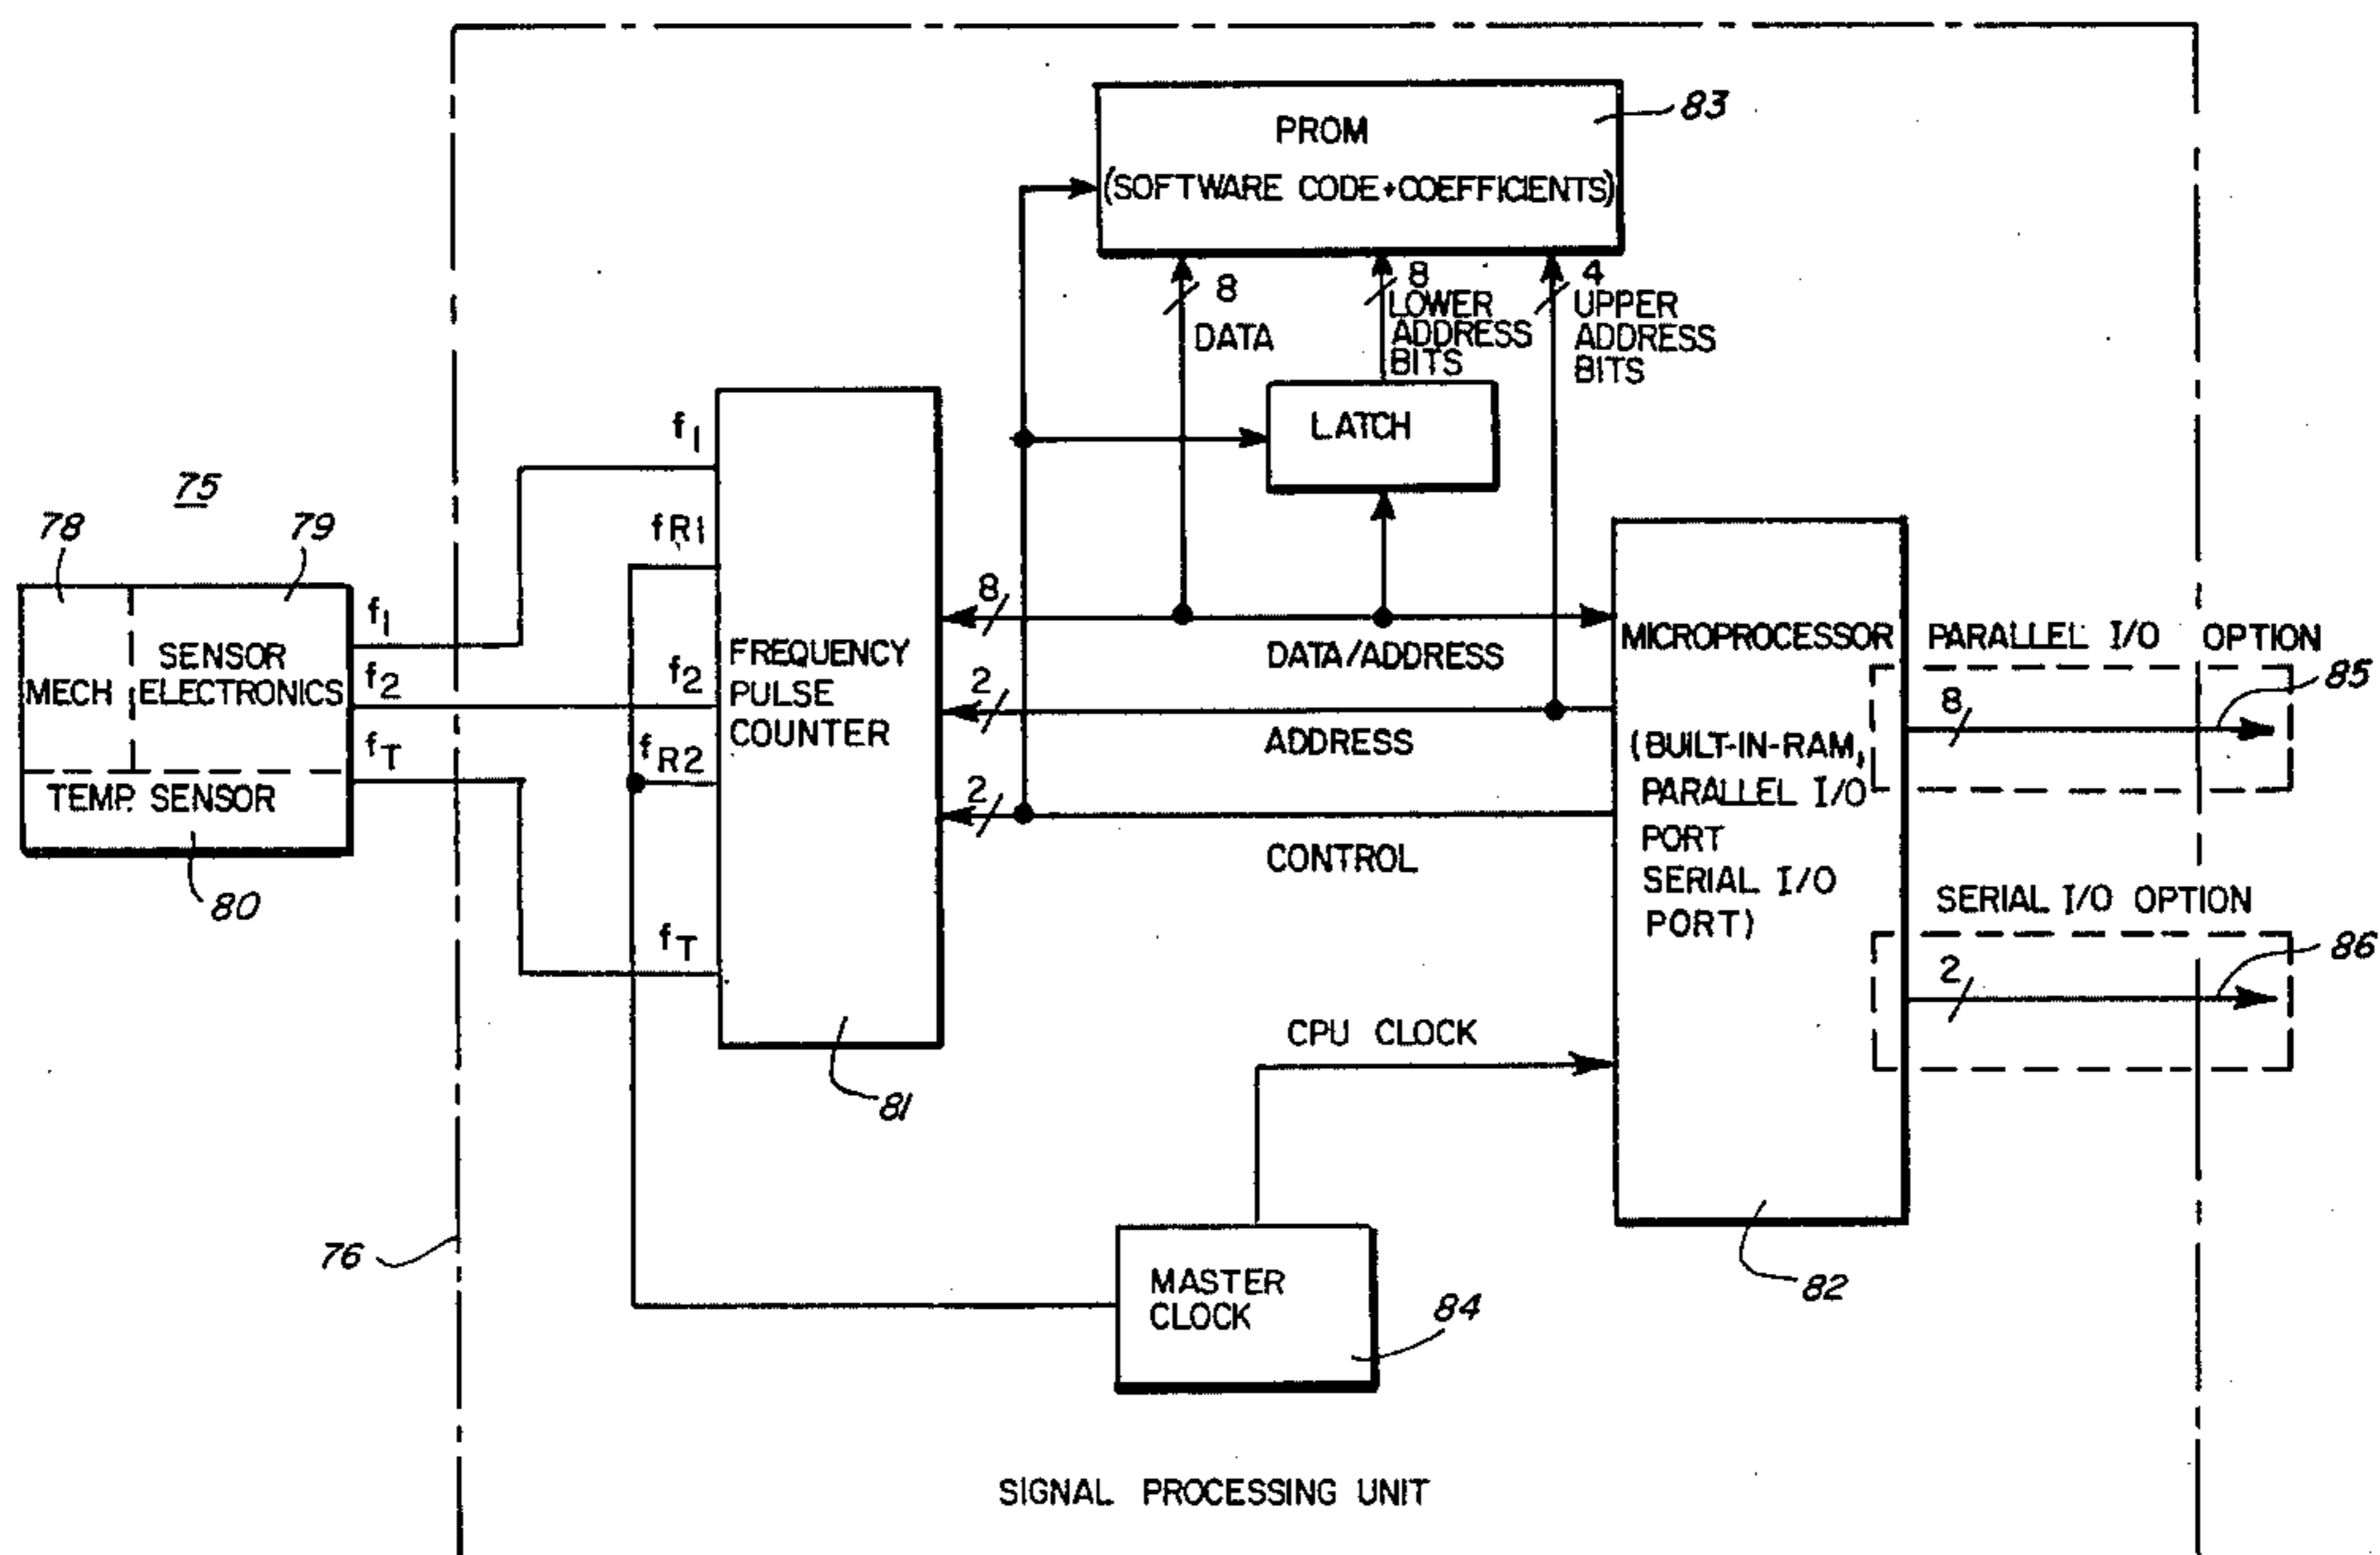 83
PROM
(SOFTWARE CODE+COEFFICIENTS)
8
DATA
8
LOWER
ADDRESS
BITS
4
UPPER
ADDRESS
BITS
LATCH
75
78
79
MECH
SENSOR
ELECTRONICS
TEMP. SENSOR
80
f1
f2
fT
f1
fR1
f2
fR2
fT
FREQUENCY
PULSE
COUNTER
81
8
DATA/ADDRESS
2
ADDRESS
2
CONTROL
MICROPROCESSOR
(BUILT-IN-RAM,
PARALLEL I/O
PORT
SERIAL I/O
PORT)
82
PARALLEL I/O OPTION
8
85
SERIAL I/O OPTION
2
86
CPU CLOCK
MASTER
CLOCK
84
76
SIGNAL PROCESSING UNIT